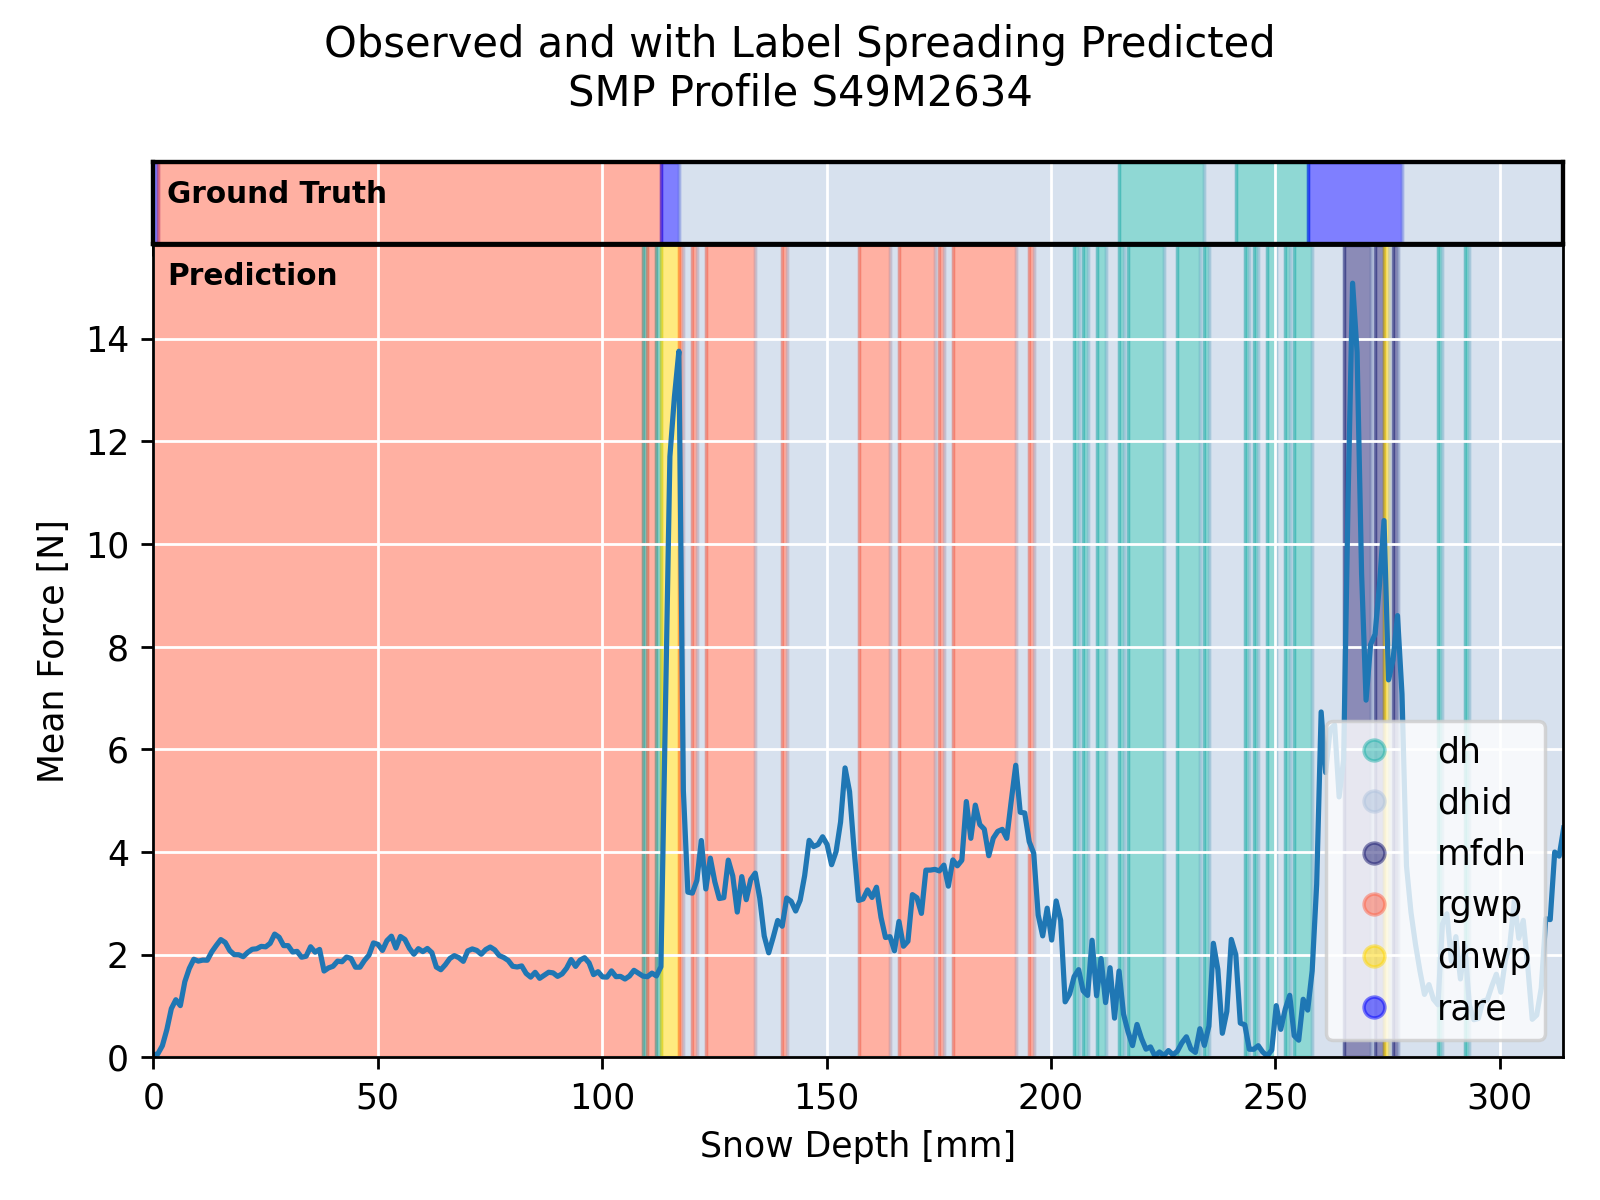 Observed and with Label Spreading Predicted
SMP Profile S49M2634
Ground Truth
Prediction
14
12
10
8
6
4
2
0
Mean Force [N]
dh
dhid
mfdh
rgwp
dhwp
rare
0 50 100 150 200 250 300
Snow Depth [mm]